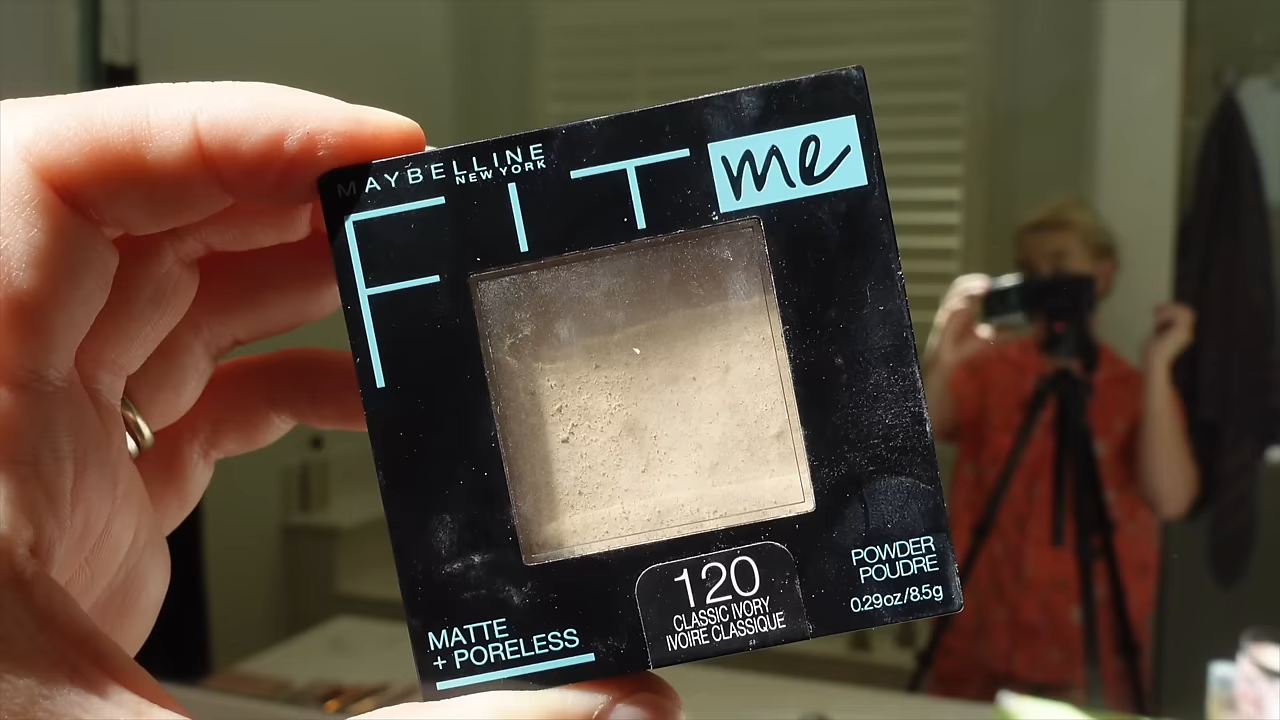 MAYBELLINE
NEW YORK
FIT me
MATTE
+ PORELESS
120
CLASSIC IVORY
IVOIRE CLASSIQUE
POWDER
POUDRE
0.29oz/8.5g